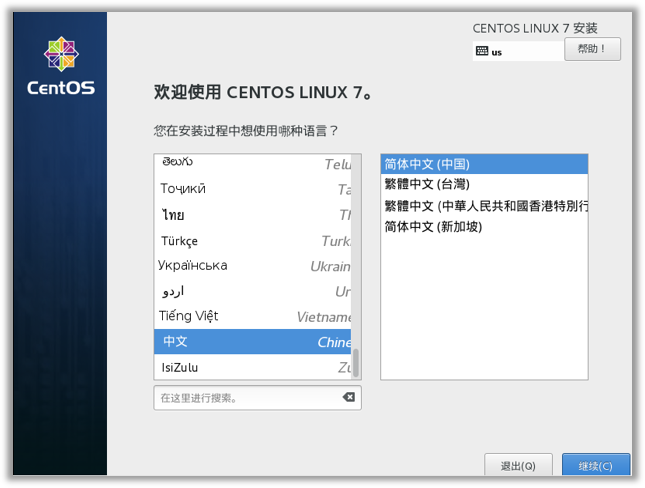 CENTOS LINUX 7 安装
us
帮助！
CentOS
欢迎使用 CENTOS LINUX 7。
您在安装过程中想使用哪种语言？
తెలుగు Telu
Тоҷикӣ Ta
ไทย Th
Türkçe Turk
Українська Ukrain
اردو Ur
Tiếng Việt Vietname
中文 Chine
IsiZulu Zu
简体中文 (中国)
繁體中文 (台灣)
繁體中文 (中華人民共和國香港特別行
简体中文 (新加坡)
在这里进行搜索。
退出(Q)
继续(C)